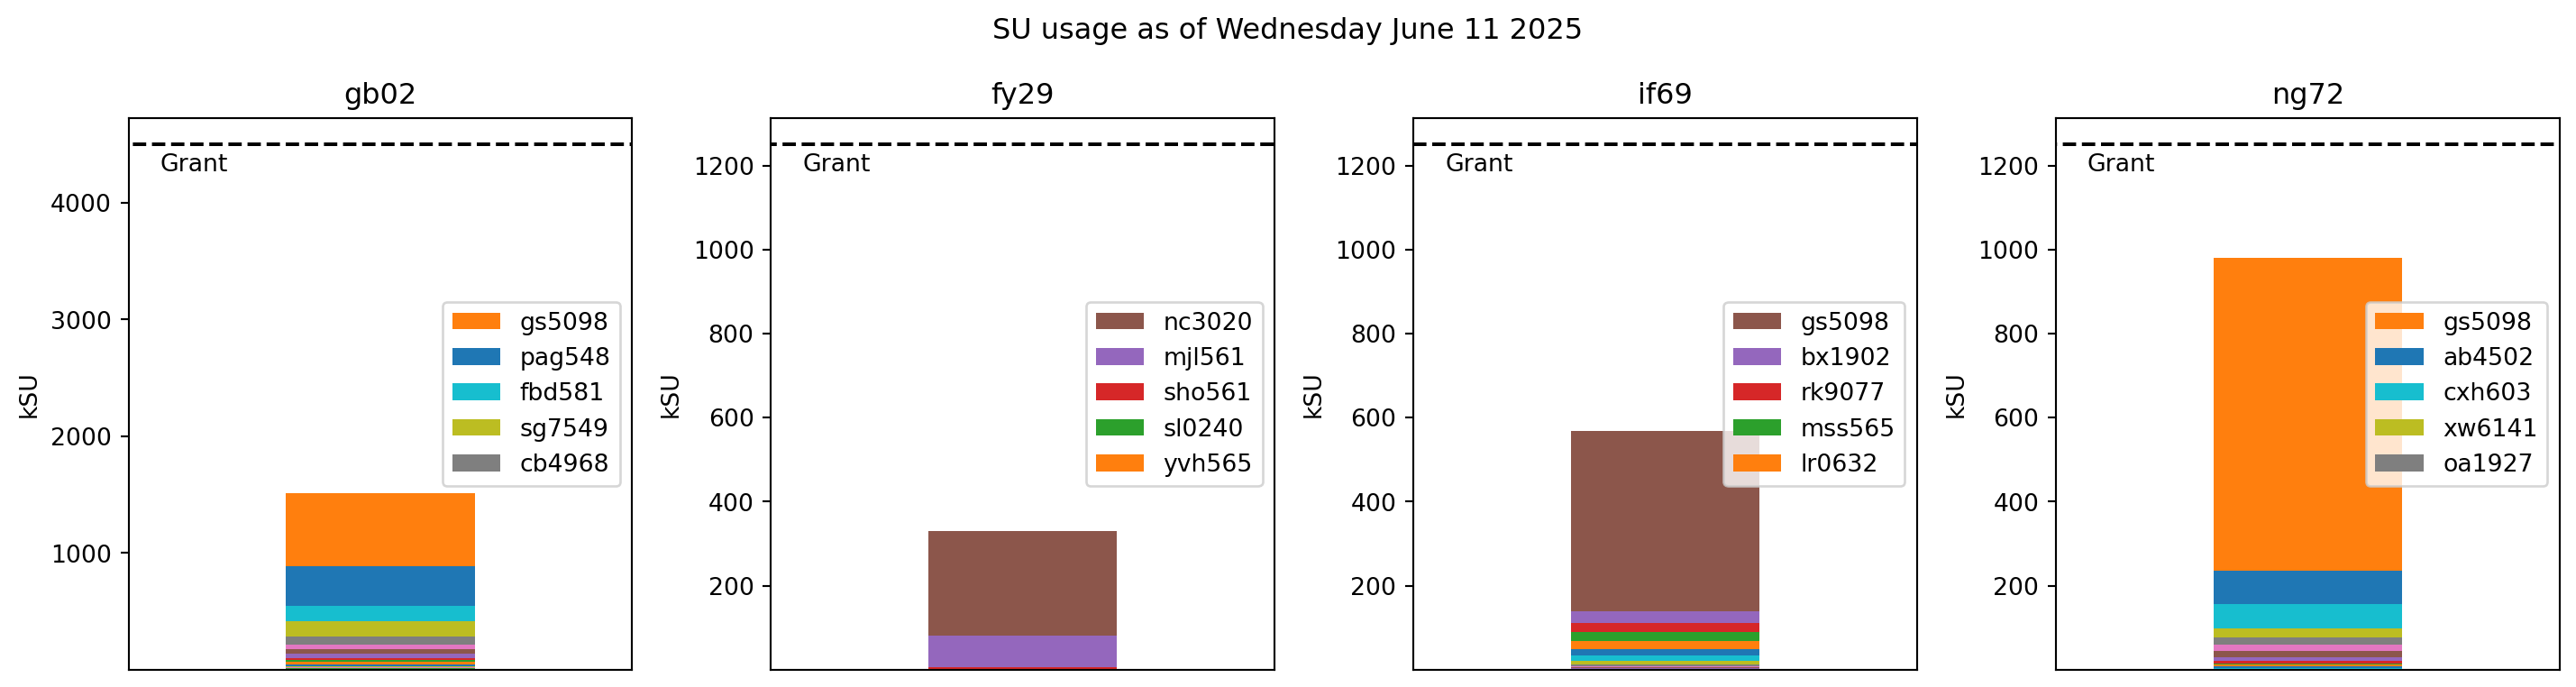 SU usage as of Wednesday June 11 2025
gb02
Grant
4000
3000
2000
1000
kSU
gs5098
pag548
fbd581
sg7549
cb4968
fy29
Grant
1200
1000
800
600
400
200
kSU
nc3020
mjl561
sho561
sl0240
yvh565
if69
Grant
1200
1000
800
600
400
200
kSU
gs5098
bx1902
rk9077
mss565
lr0632
ng72
Grant
1200
1000
800
600
400
200
kSU
gs5098
ab4502
cxh603
xw6141
oa1927